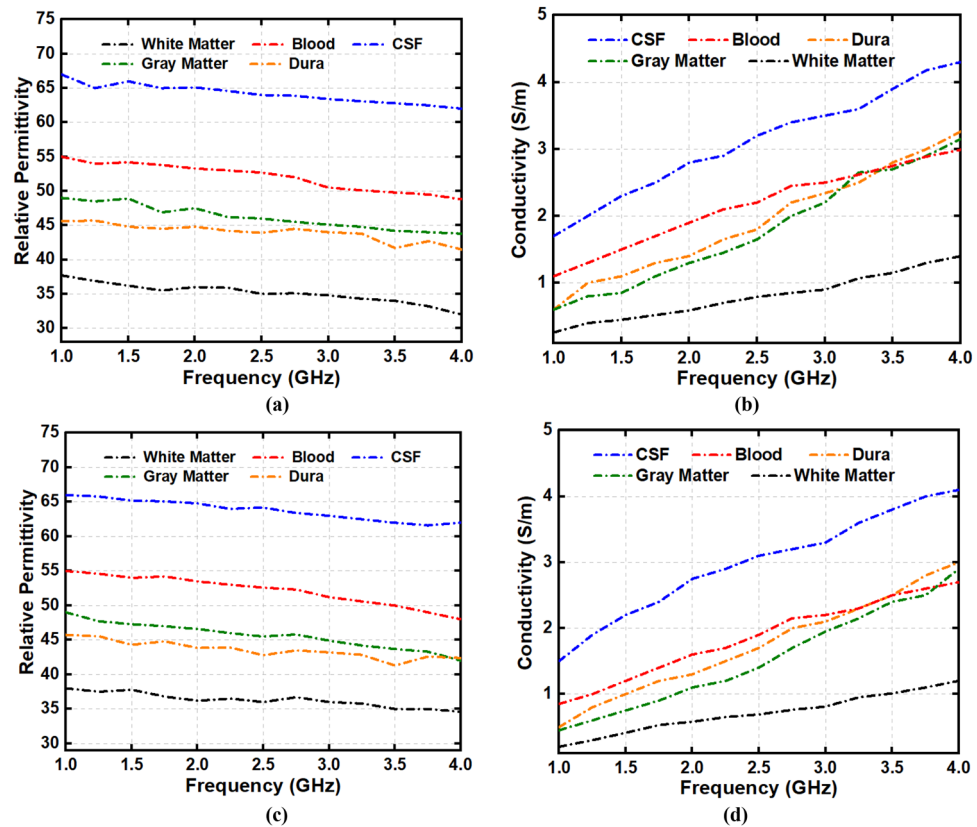 75
70
65
60
55
50
45
40
35
30
Relative Permittivity
White Matter Blood CSF
Gray Matter Dura
1.0 1.5 2.0 2.5 3.0 3.5 4.0
Frequency (GHz)
(a)
5
4
3
2
1
Conductivity (S/m)
CSF Blood Dura
Gray Matter White Matter
1.0 1.5 2.0 2.5 3.0 3.5 4.0
Frequency (GHz)
(b)
75
70
65
60
55
50
45
40
35
30
Relative Permittivity
White Matter Blood CSF
Gray Matter Dura
1.0 1.5 2.0 2.5 3.0 3.5 4.0
Frequency (GHz)
(c)
5
4
3
2
1
Conductivity (S/m)
CSF Blood Dura
Gray Matter White Matter
1.0 1.5 2.0 2.5 3.0 3.5 4.0
Frequency (GHz)
(d)